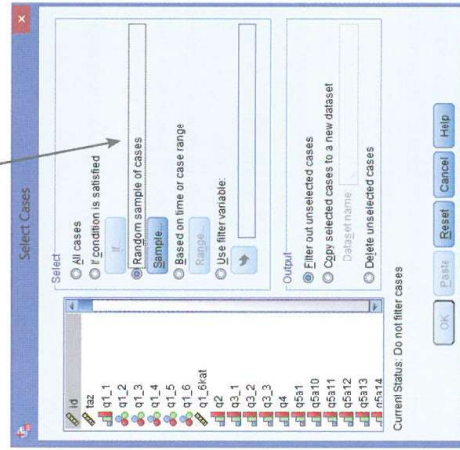 Select Cases
id
taz
q1_1
q1_2
q1_3
q1_4
q1_5
q1_6
q1_6kat
q2
q3_1
q3_2
q3_3
q4
q5a1
q5a10
q5a11
q5a12
q5a13
q5a14
Select
All cases
If condition is satisfied
If...
Random sample of cases
Sample...
Based on time or case range
Range...
Use filter variable:
Output
Filter out unselected cases
Copy selected cases to a new dataset
Dataset name:
Delete unselected cases
Current Status: Do not filter cases
OK
Paste
Reset
Cancel
Help